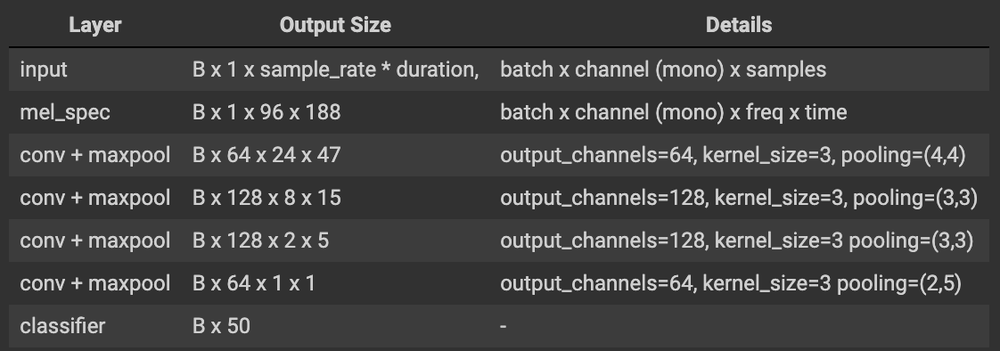 Layer Output Size Details
input B x 1 x sample_rate * duration, batch x channel (mono) x samples
mel_spec B x 1 x 96 x 188 batch x channel (mono) x freq x time
conv + maxpool B x 64 x 24 x 47 output_channels=64, kernel_size=3, pooling=(4,4)
conv + maxpool B x 128 x 8 x 15 output_channels=128, kernel_size=3, pooling=(3,3)
conv + maxpool B x 128 x 2 x 5 output_channels=128, kernel_size=3 pooling=(3,3)
conv + maxpool B x 64 x 1 x 1 output_channels=64, kernel_size=3 pooling=(2,5)
classifier B x 50 -